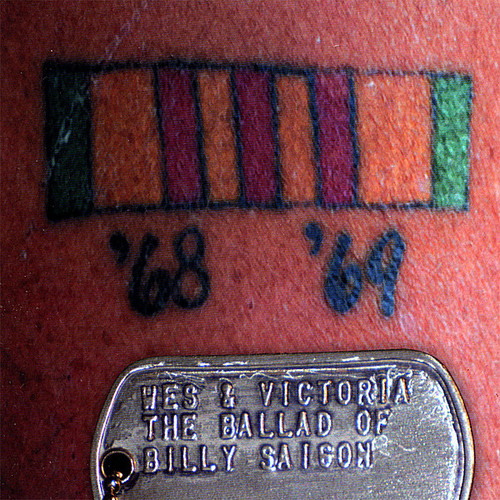 '68 '69
WES & VICTORIA
THE BALLAD OF
BILLY SAIGON